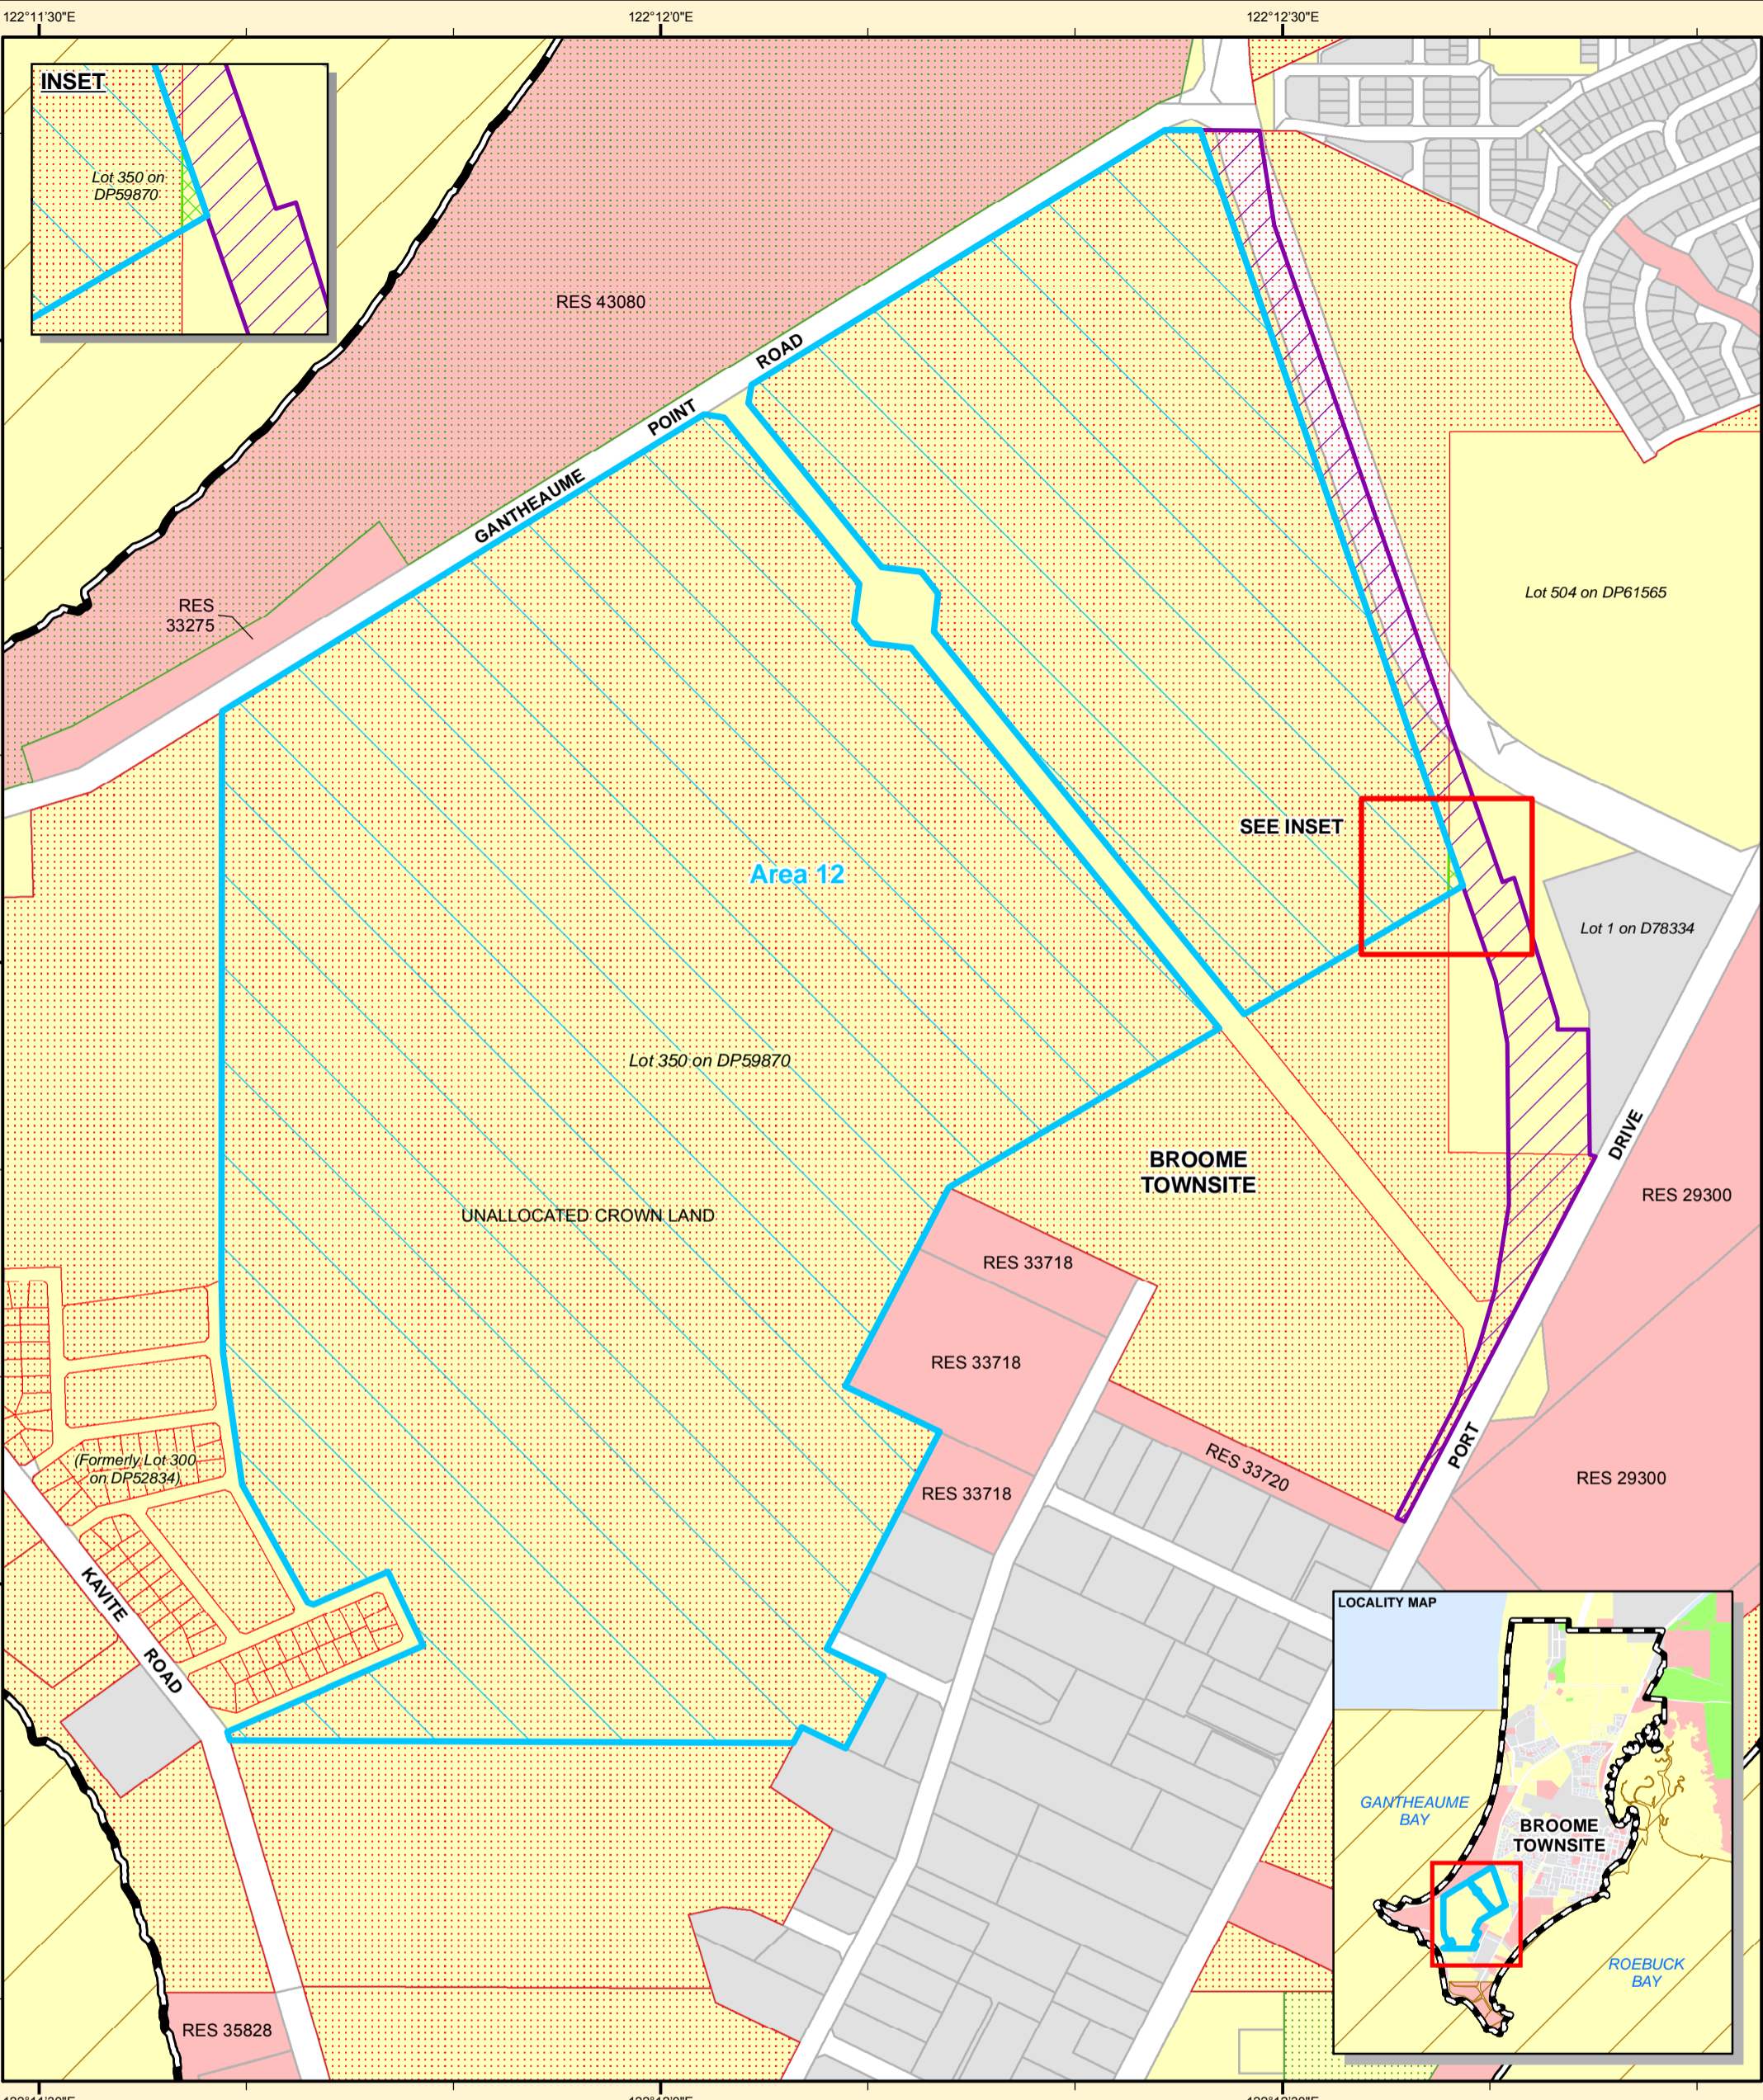 122°11'30"E
122°12'0"E
122°12'30"E
INSET
Lot 350 on
DP59870
RES 43080
GANTHEAUME POINT ROAD
RES
33275
Lot 504 on DP61565
SEE INSET
Area 12
Lot 1 on D78334
Lot 350 on DP59870
BROOME
TOWNSITE
PORT DRIVE
RES 29300
UNALLOCATED CROWN LAND
RES 33718
RES 33718
(Formerly Lot 300
on DP52834)
RES 33720
RES 29300
RES 33718
KAVITE ROAD
LOCALITY MAP
GANTHEAUME
BAY
BROOME
TOWNSITE
ROEBUCK
BAY
RES 35828